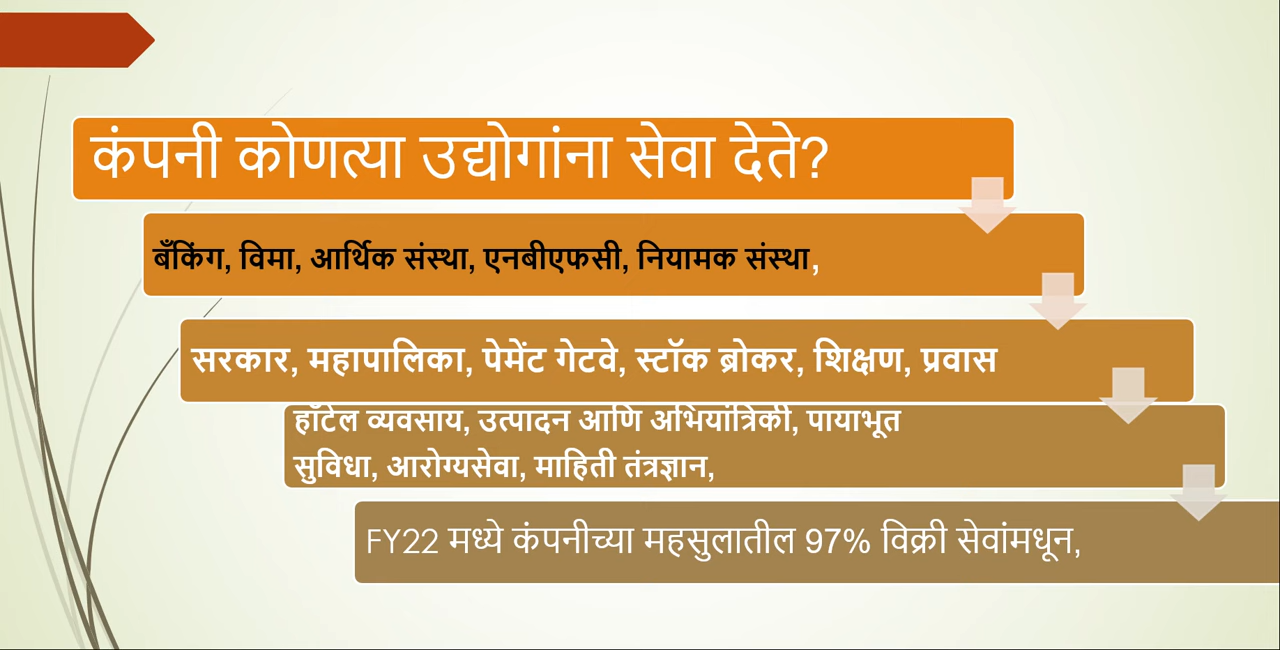 कंपनी कोणत्या उद्योगांना सेवा देते?
बँकिंग, विमा, आर्थिक संस्था, एनबीएफसी, नियामक संस्था,
सरकार, महापालिका, पेमेंट गेटवे, स्टॉक ब्रोकर, शिक्षण, प्रवास
हॉटेल व्यवसाय, उत्पादन आणि अभियांत्रिकी, पायाभूत
सुविधा, आरोग्यसेवा, माहिती तंत्रज्ञान,
FY22 मध्ये कंपनीच्या महसुलातील 97% विक्री सेवांमधून,